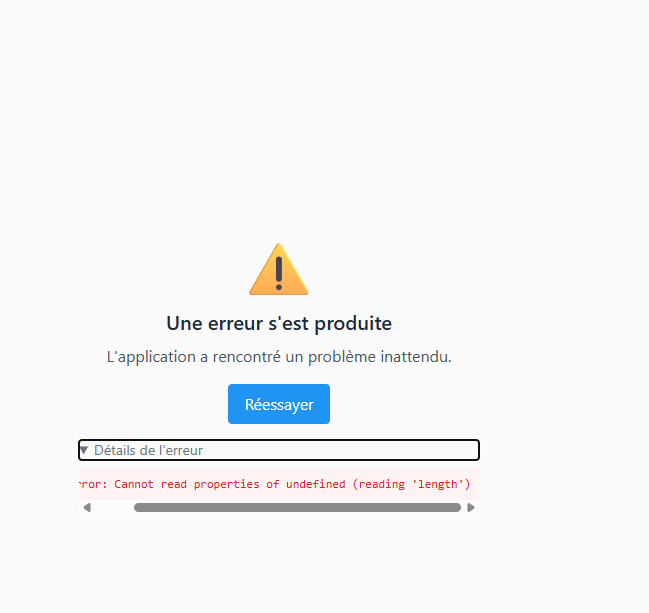 Une erreur s'est produite
L'application a rencontré un problème inattendu.
Réessayer
▼ Détails de l'erreur
ror: Cannot read properties of undefined (reading 'length')